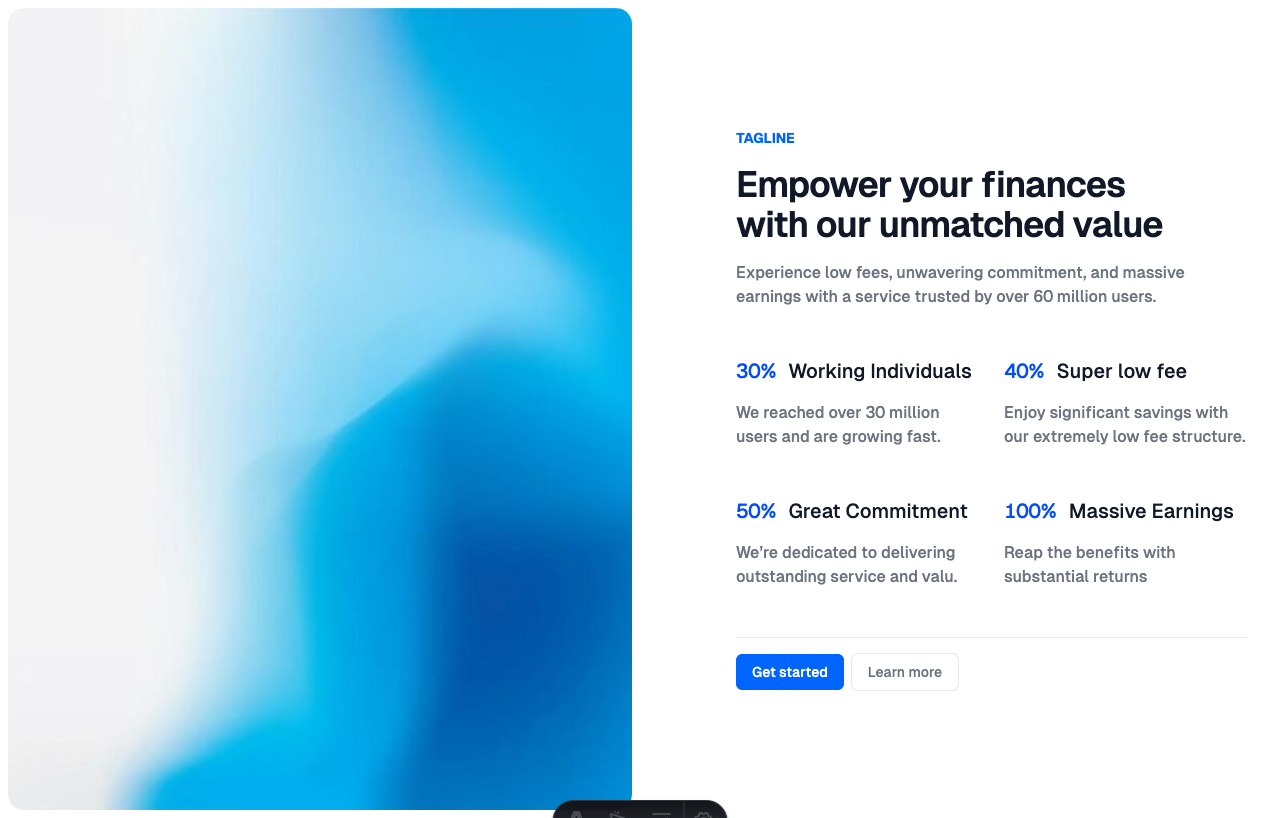 TAGLINE
Empower your finances
with our unmatched value
Experience low fees, unwavering commitment, and massive
earnings with a service trusted by over 60 million users.
30% Working Individuals
We reached over 30 million
users and are growing fast.
40% Super low fee
Enjoy significant savings with
our extremely low fee structure.
50% Great Commitment
We’re dedicated to delivering
outstanding service and valu.
100% Massive Earnings
Reap the benefits with
substantial returns
Get started
Learn more